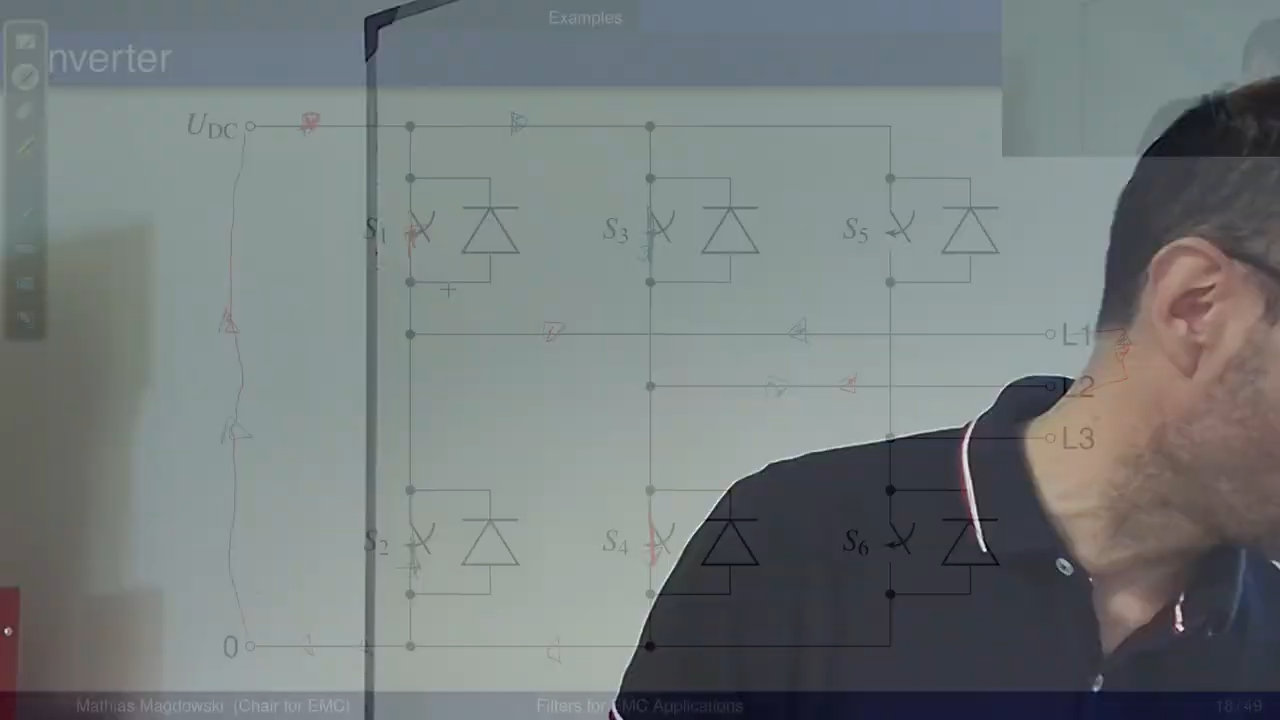 Examples
nverter
UDC
S1
S3
S5
L1
L2
L3
S2
S4
S6
0
Mathias Magdowski (Chair for EMC) Filters for EMC Applications 18/49